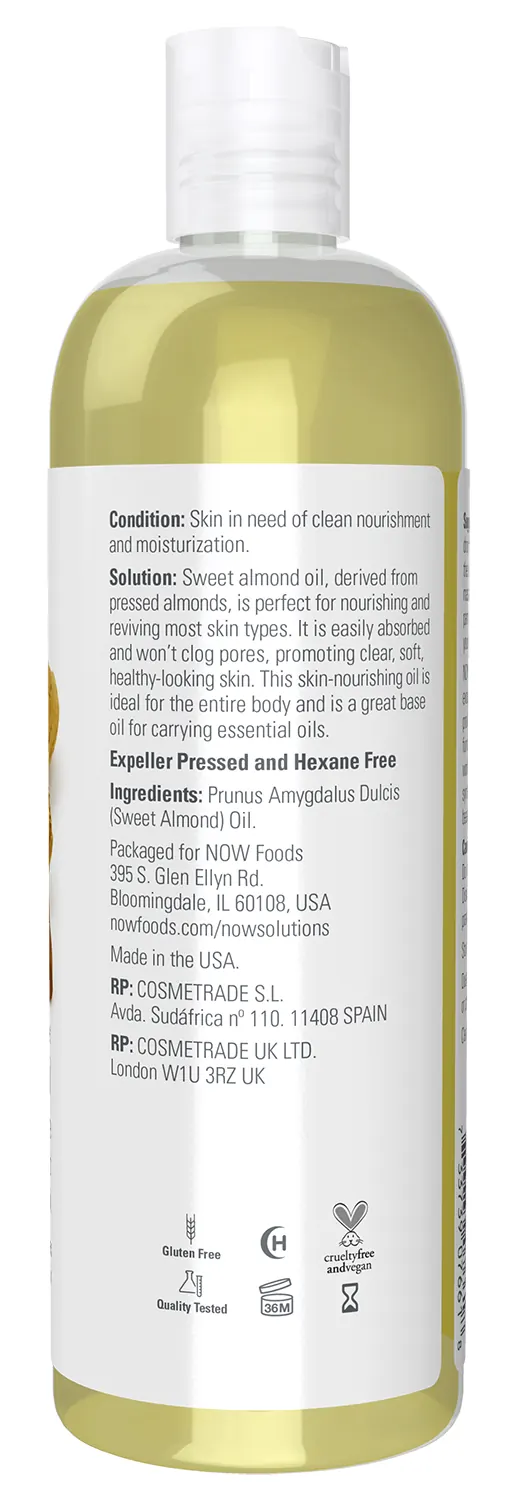 Condition: Skin in need of clean nourishment
and moisturization.
Solution: Sweet almond oil, derived from
pressed almonds, is perfect for nourishing and
reviving most skin types. It is easily absorbed
and won't clog pores, promoting clear, soft,
healthy-looking skin. This skin-nourishing oil is
ideal for the entire body and is a great base
oil for carrying essential oils.
Expeller Pressed and Hexane Free
Ingredients: Prunus Amygdalus Dulcis
(Sweet Almond) Oil.
Packaged for NOW Foods
395 S. Glen Ellyn Rd.
Bloomingdale, IL 60108, USA
nowfoods.com/nowsolutions
Made in the USA.
RP: COSMETRADE S.L.
Avda. Sudáfrica nº 110. 11408 SPAIN
RP: COSMETRADE UK LTD.
London W1U 3RZ UK
Gluten Free
H
crueltyfree
andvegan
Quality Tested
36M